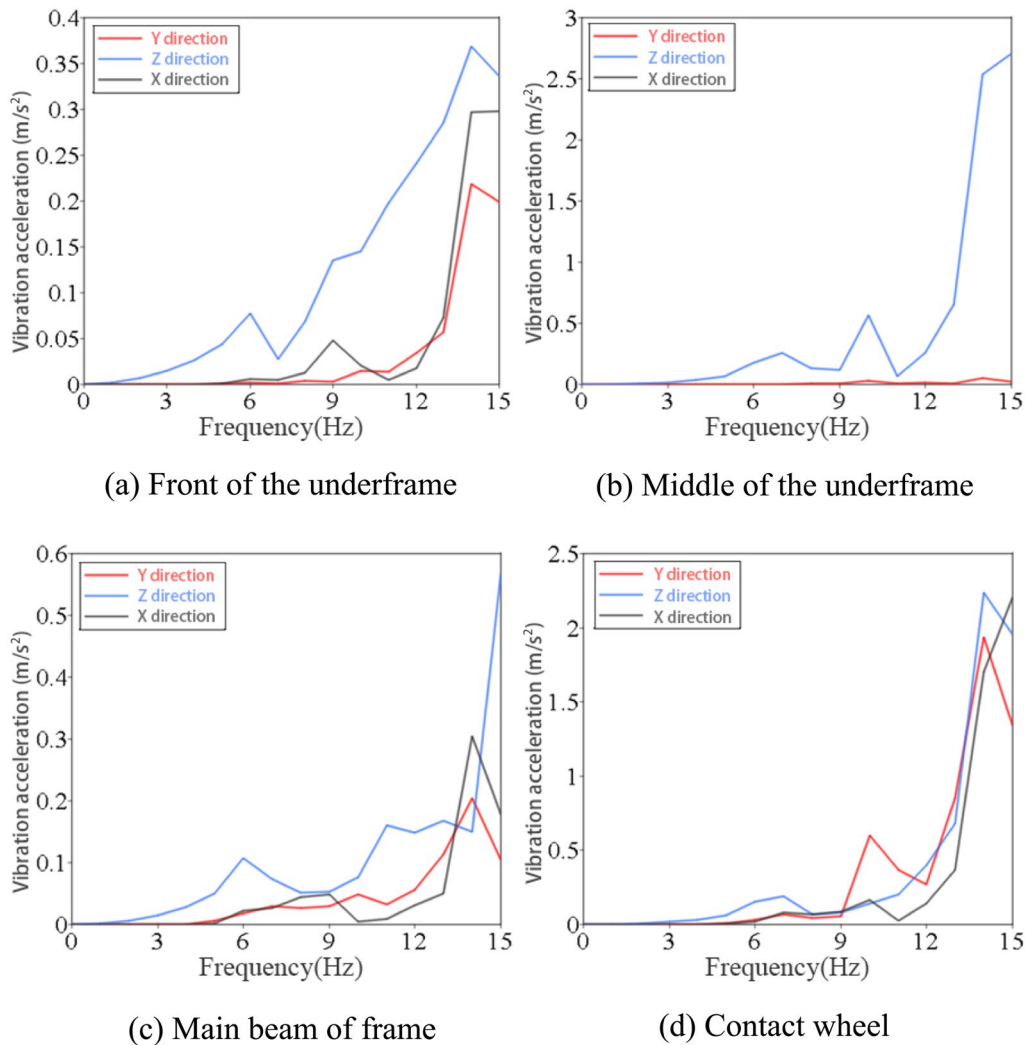 0.4
0.35
0.3
0.25
0.2
0.15
0.1
0.05
0
Vibration acceleration (m/s²)
Y direction
Z direction
X direction
0 3 6 9 12 15
Frequency(Hz)
(a) Front of the underframe
3
2.5
2
1.5
1
0.5
0
Vibration acceleration (m/s²)
Y direction
Z direction
X direction
0 3 6 9 12 15
Frequency(Hz)
(b) Middle of the underframe
0.6
0.5
0.4
0.3
0.2
0.1
0
Vibration acceleration (m/s²)
Y direction
Z direction
X direction
0 3 6 9 12 15
Frequency(Hz)
(c) Main beam of frame
2.5
2
1.5
1
0.5
0
Vibration acceleration (m/s²)
Y direction
Z direction
X direction
0 3 6 9 12 15
Frequency(Hz)
(d) Contact wheel